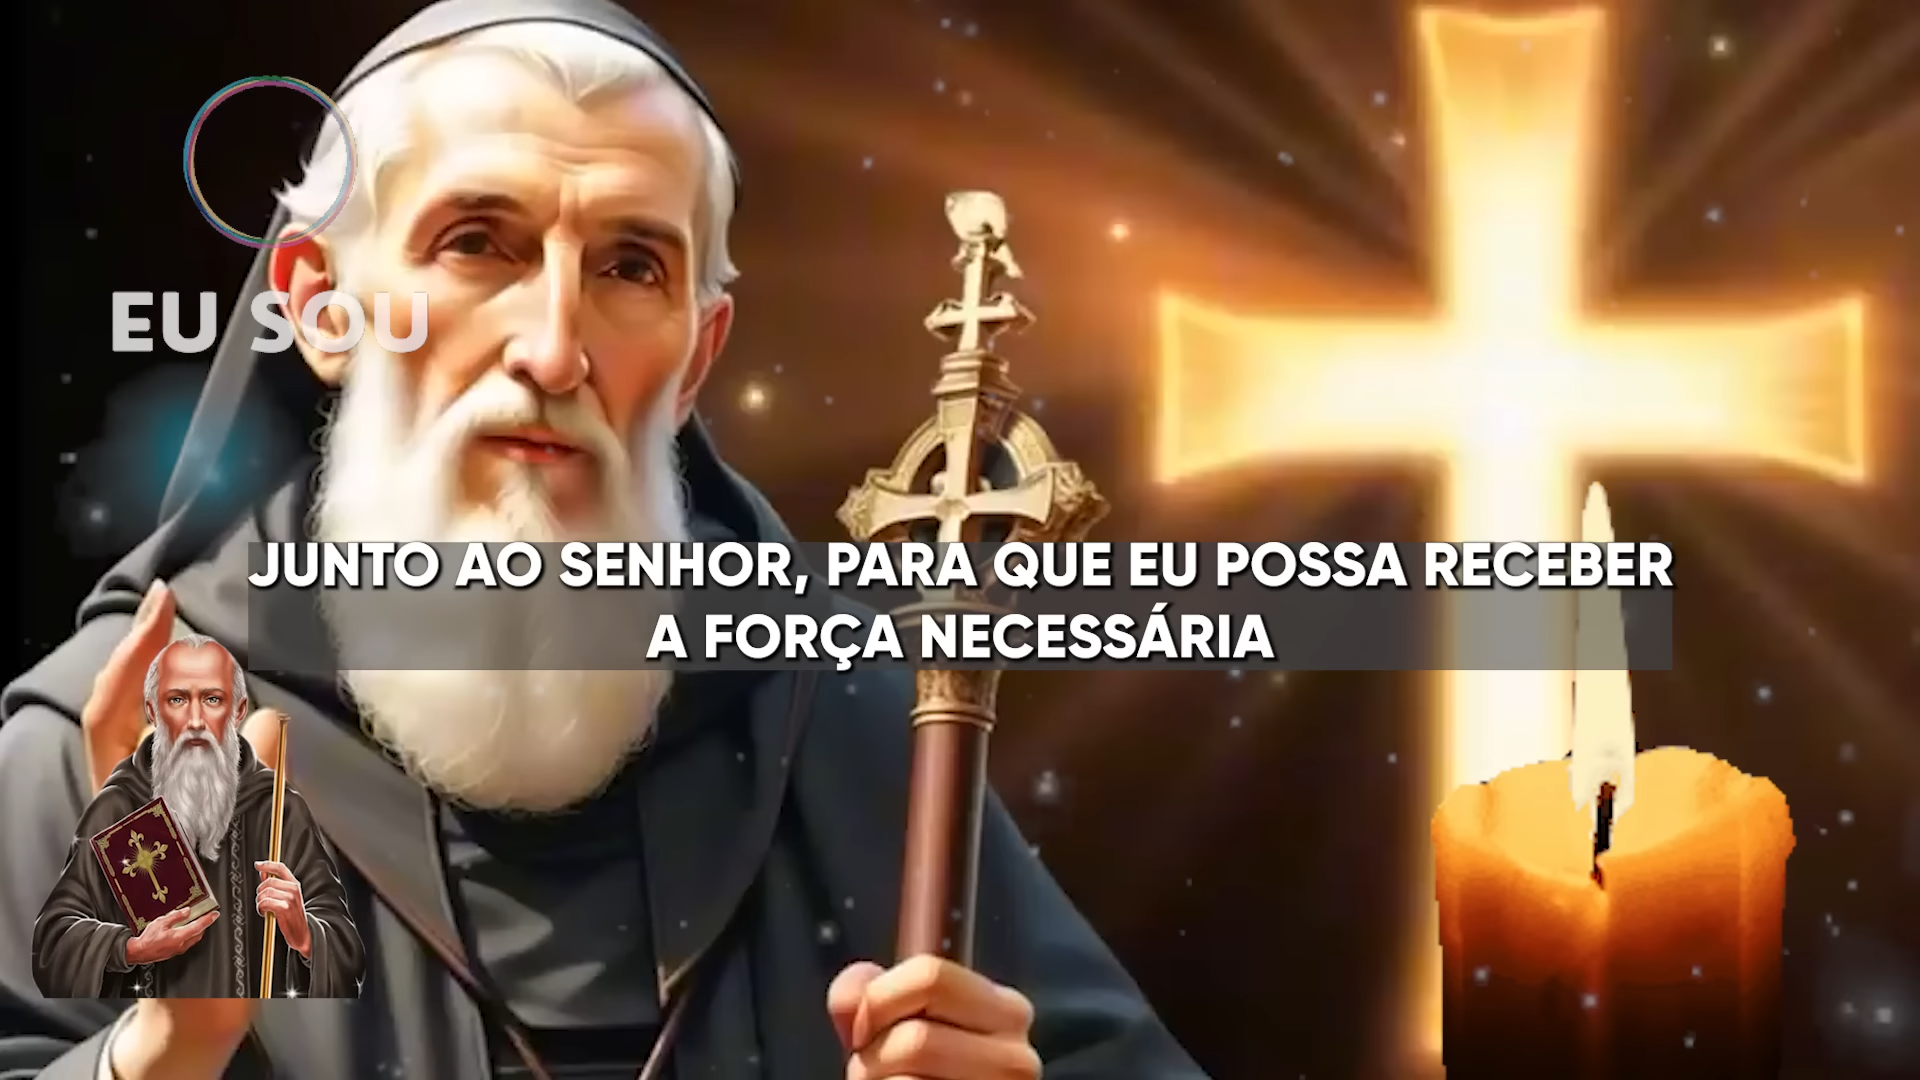 EU SOU
JUNTO AO SENHOR, PARA QUE EU POSSA RECEBER
A FORÇA NECESSÁRIA